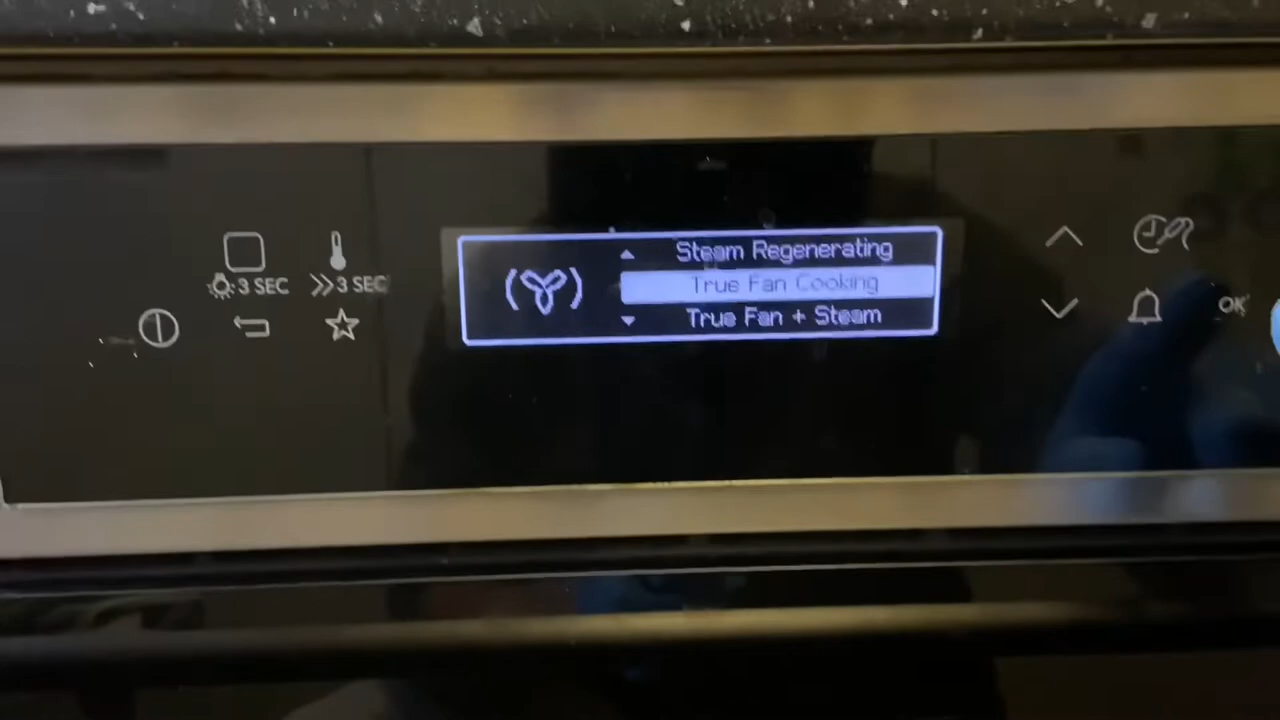 3 SEC
3 SEC
Steam Regenerating
True Fan Cooking
True Fan + Steam
OK